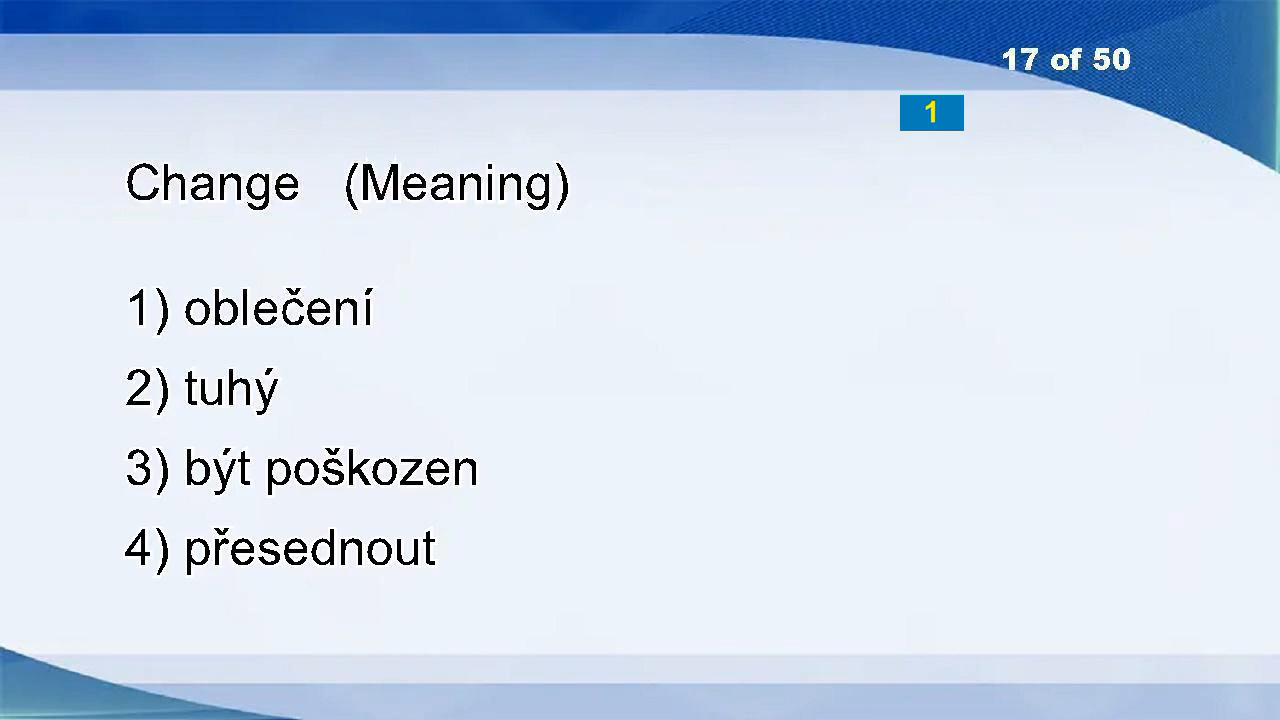 17 of 50
1
Change (Meaning)
1) oblečení
2) tuhý
3) být poškozen
4) přesednout